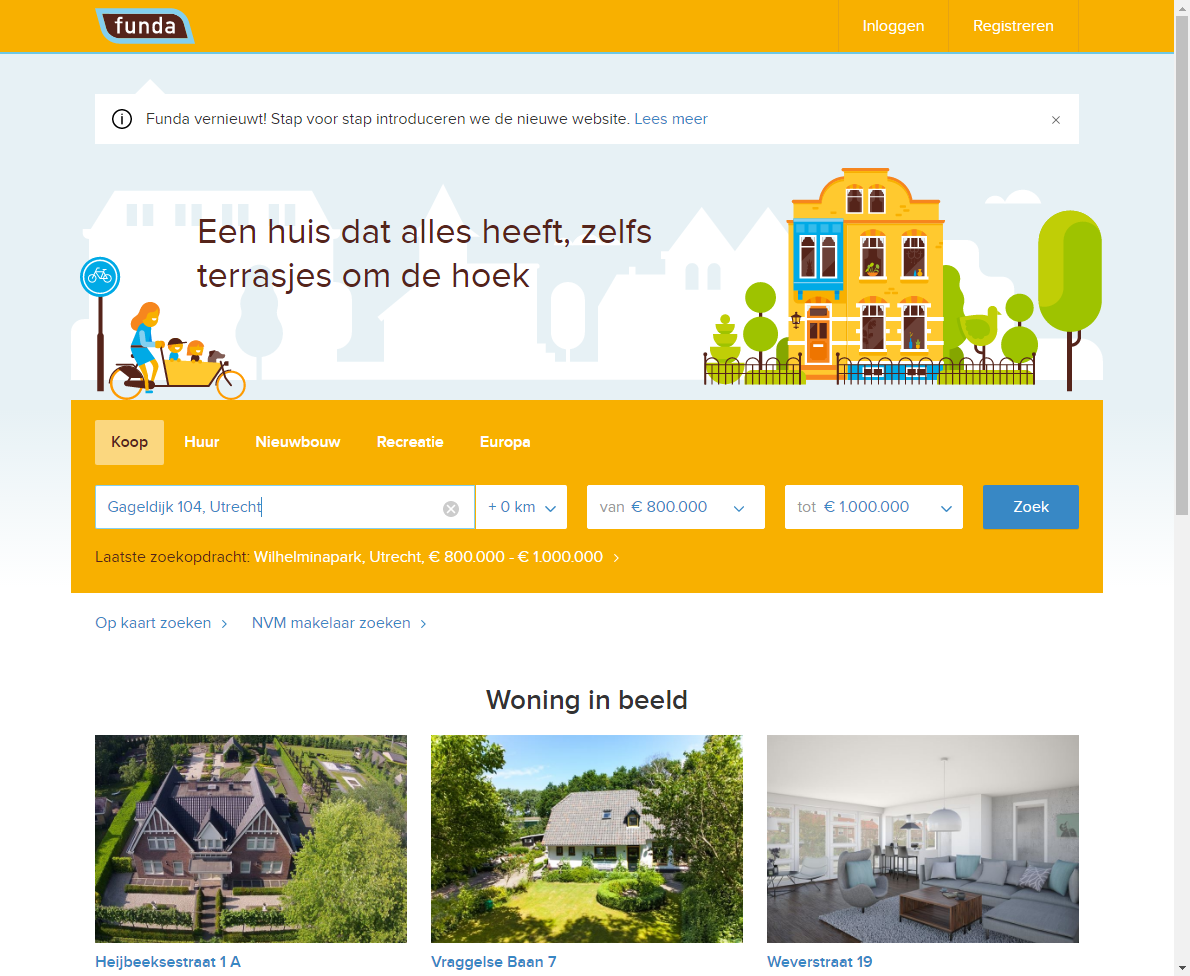 funda
Inloggen
Registreren
Funda vernieuwt! Stap voor stap introduceren we de nieuwe website. Lees meer
Een huis dat alles heeft, zelfs
terrasjes om de hoek
Koop
Huur
Nieuwbouw
Recreatie
Europa
Gageldijk 104, Utrecht
+ 0 km
van € 800.000
tot € 1.000.000
Zoek
Laatste zoekopdracht: Wilhelminapark, Utrecht, € 800.000 - € 1.000.000
Op kaart zoeken
NVM makelaar zoeken
Woning in beeld
Heijbeeksestraat 1 A
Vraggelse Baan 7
Weverstraat 19